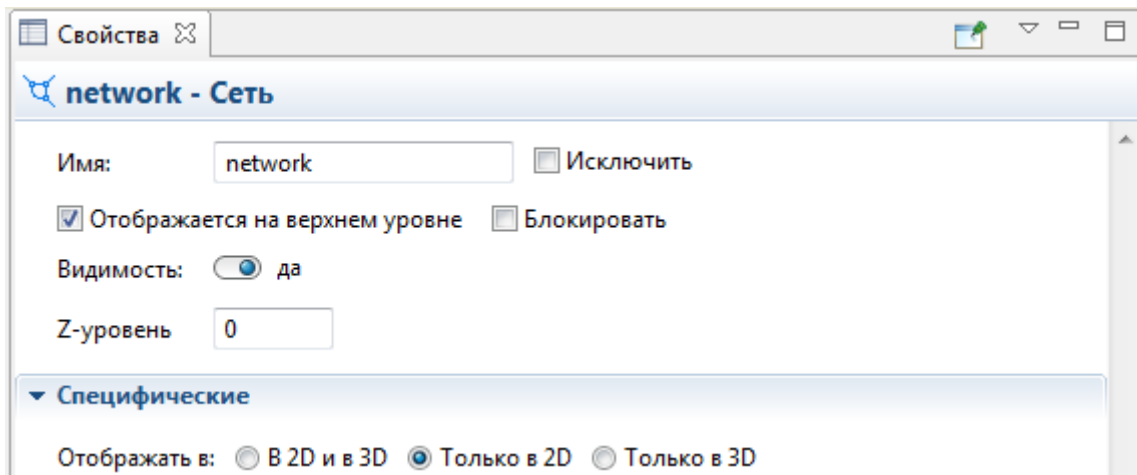 Свойства
network - Сеть
Имя: network Исключить
Отображается на верхнем уровне Блокировать
Видимость: да
Z-уровень 0
Специфические
Отображать в: В 2D и в 3D Только в 2D Только в 3D